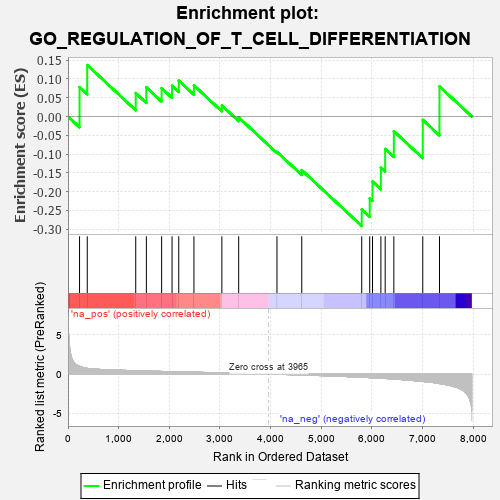 Enrichment plot:
GO_REGULATION_OF_T_CELL_DIFFERENTIATION
Enrichment score (ES)
0.15
0.10
0.05
0.00
-0.05
-0.10
-0.15
-0.20
-0.25
-0.30
'na_pos' (positively correlated)
Ranked list metric (PreRanked)
5
0
-5
Zero cross at 3965
'na_neg' (negatively correlated)
0 1,000 2,000 3,000 4,000 5,000 6,000 7,000 8,000
Rank in Ordered Dataset
Enrichment profile Hits Ranking metric scores